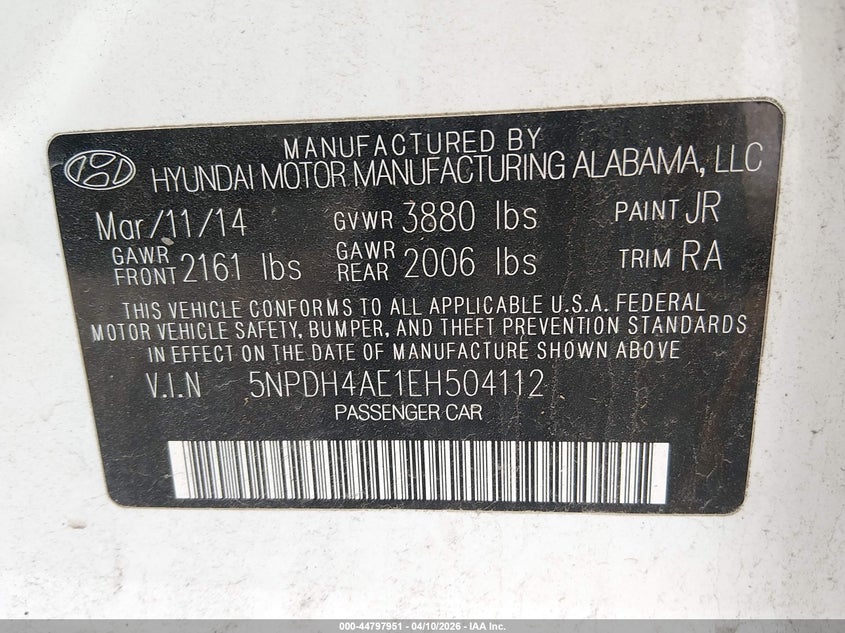 MANUFACTURED BY
HYUNDAI MOTOR MANUFACTURING ALABAMA, LLC
Mar/11/14 GVWR 3880 lbs PAINT JR
GAWR FRONT 2161 lbs GAWR REAR 2006 lbs TRIM RA
THIS VEHICLE CONFORMS TO ALL APPLICABLE U.S.A. FEDERAL
MOTOR VEHICLE SAFETY, BUMPER, AND THEFT PREVENTION STANDARDS
IN EFFECT ON THE DATE OF MANUFACTURE SHOWN ABOVE
V.I.N 5NPDH4AE1EH504112
PASSENGER CAR
000-44797951 — 04/10/2026 — IAA Inc.